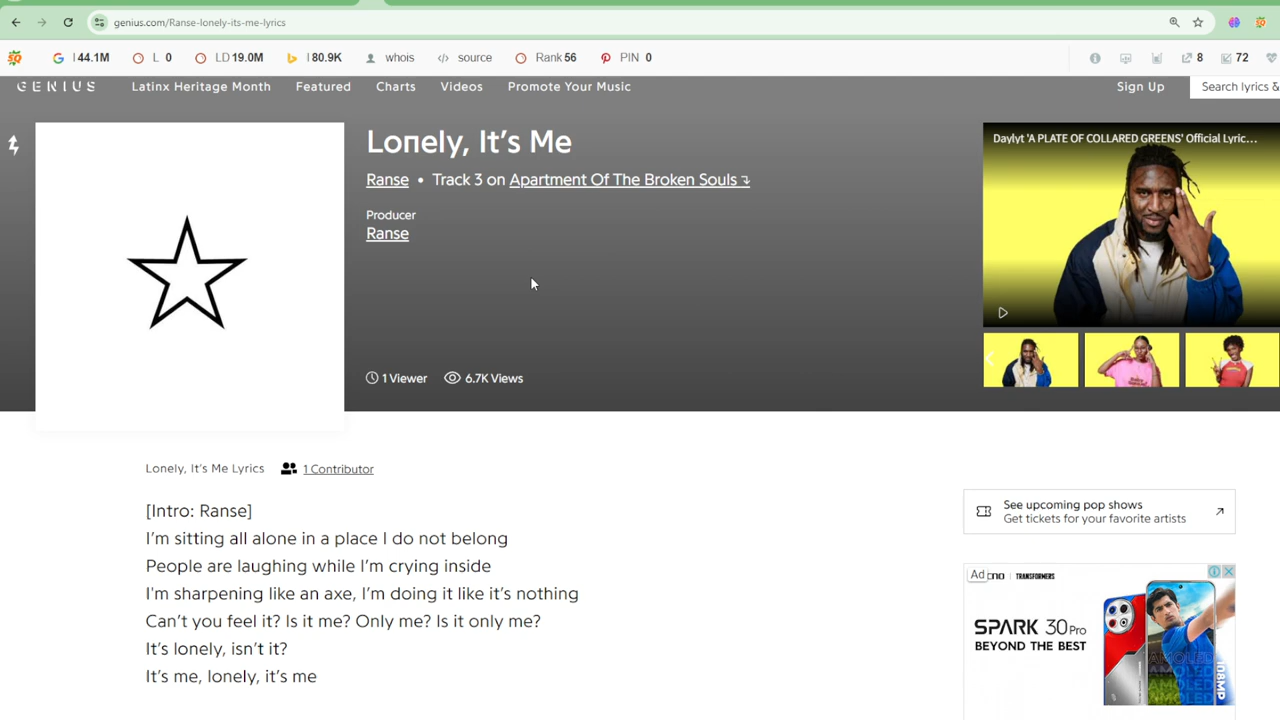 genius.com/Ranse-lonely-its-me-lyrics
I 44.1M L 0 LD 19.0M I 80.9K whois source Rank 56 PIN 0 8 72
GENIUS Latinx Heritage Month Featured Charts Videos Promote Your Music Sign Up Search lyrics &
Lonely, It’s Me
Ranse • Track 3 on Apartment Of The Broken Souls
Producer
Ranse
1 Viewer 6.7K Views
Daylyt 'A PLATE OF COLLARED GREENS' Official Lyric...
Lonely, It’s Me Lyrics 1 Contributor
[Intro: Ranse]
I’m sitting all alone in a place I do not belong
People are laughing while I’m crying inside
I'm sharpening like an axe, I’m doing it like it’s nothing
Can’t you feel it? Is it me? Only me? Is it only me?
It’s lonely, isn’t it?
It’s me, lonely, it’s me
See upcoming pop shows
Get tickets for your favorite artists
Ad
TRANSFORMERS
SPARK 30 Pro
BEYOND THE BEST
AMOLED
108MP